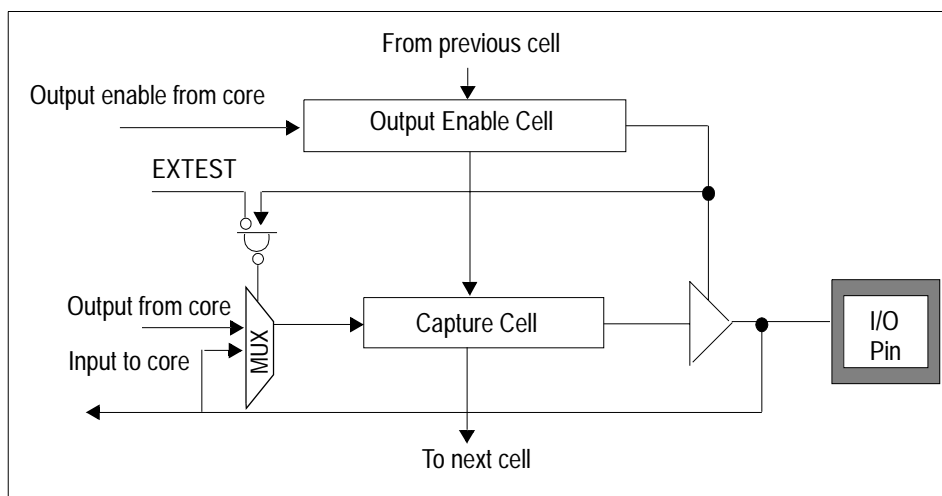 From previous cell
Output enable from core
Output Enable Cell
EXTEST
Output from core
Input to core
MUX
Capture Cell
I/O
Pin
To next cell